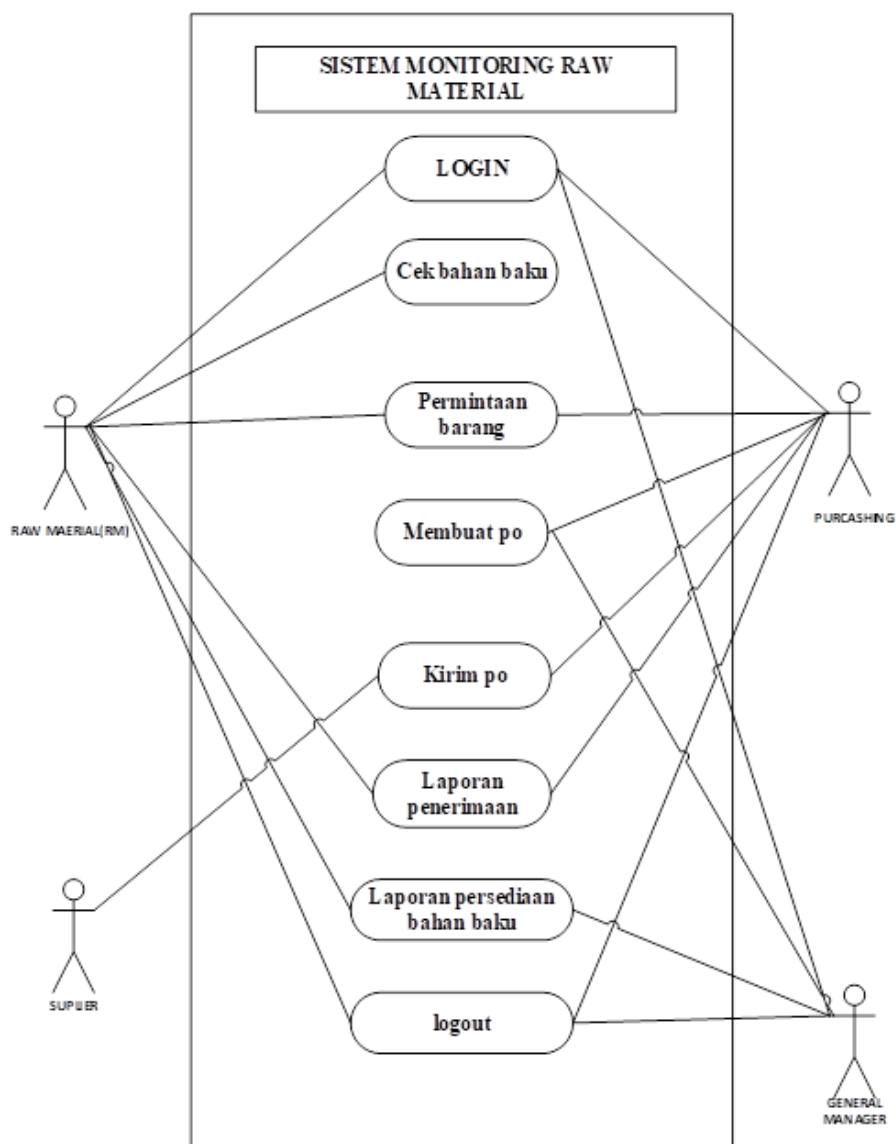 SISTEM MONITORING RAW
MATERIAL
LOGIN
Cek bahan baku
Permintaan
barang
RAW MAERIAL(RM)
PURCASHING
Membuat po
Kirim po
Laporan
penerimaan
Laporan persediaan
bahan baku
SUPLIER
logout
GENERAL
MANAGER